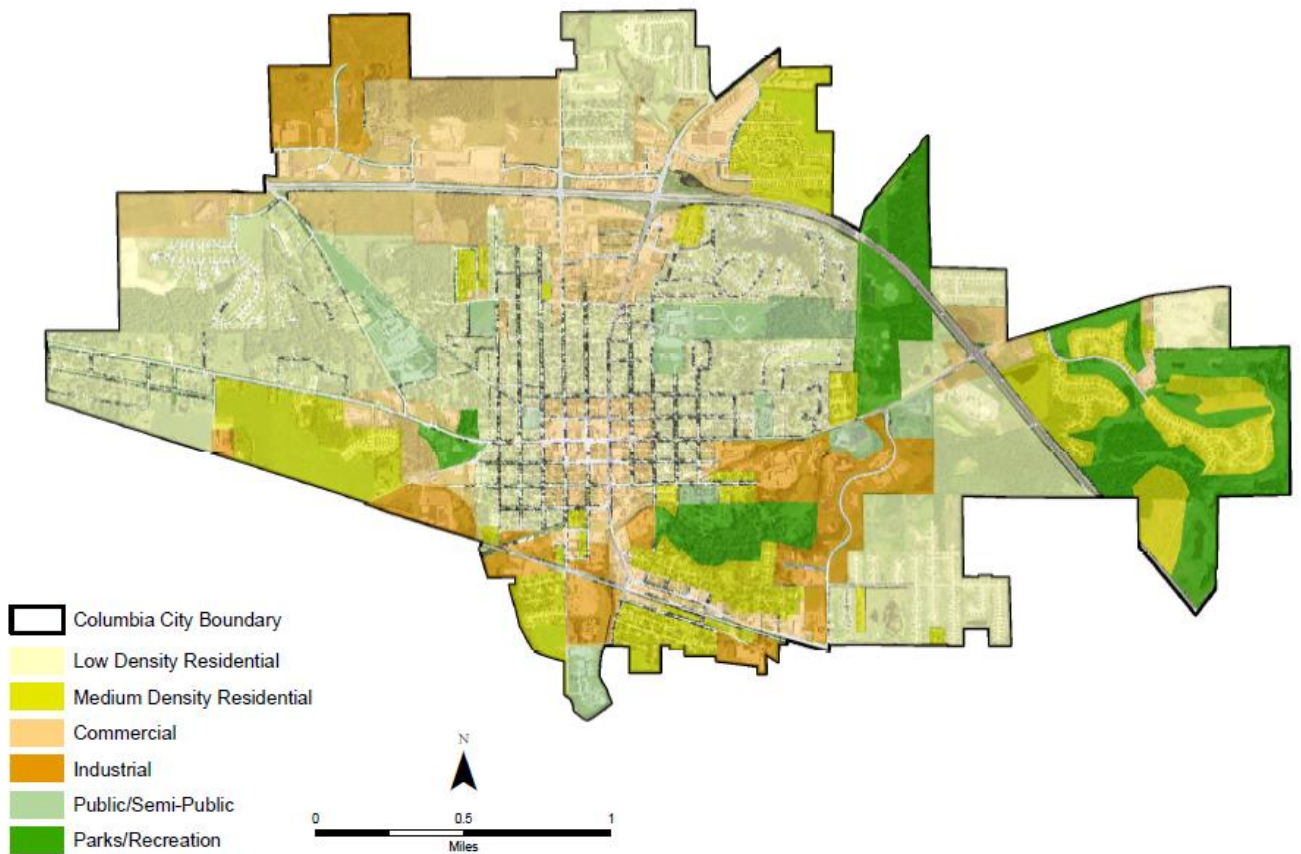 Columbia City Boundary
Low Density Residential
Medium Density Residential
Commercial
Industrial
Public/Semi-Public
Parks/Recreation
N
0 0.5 1
Miles